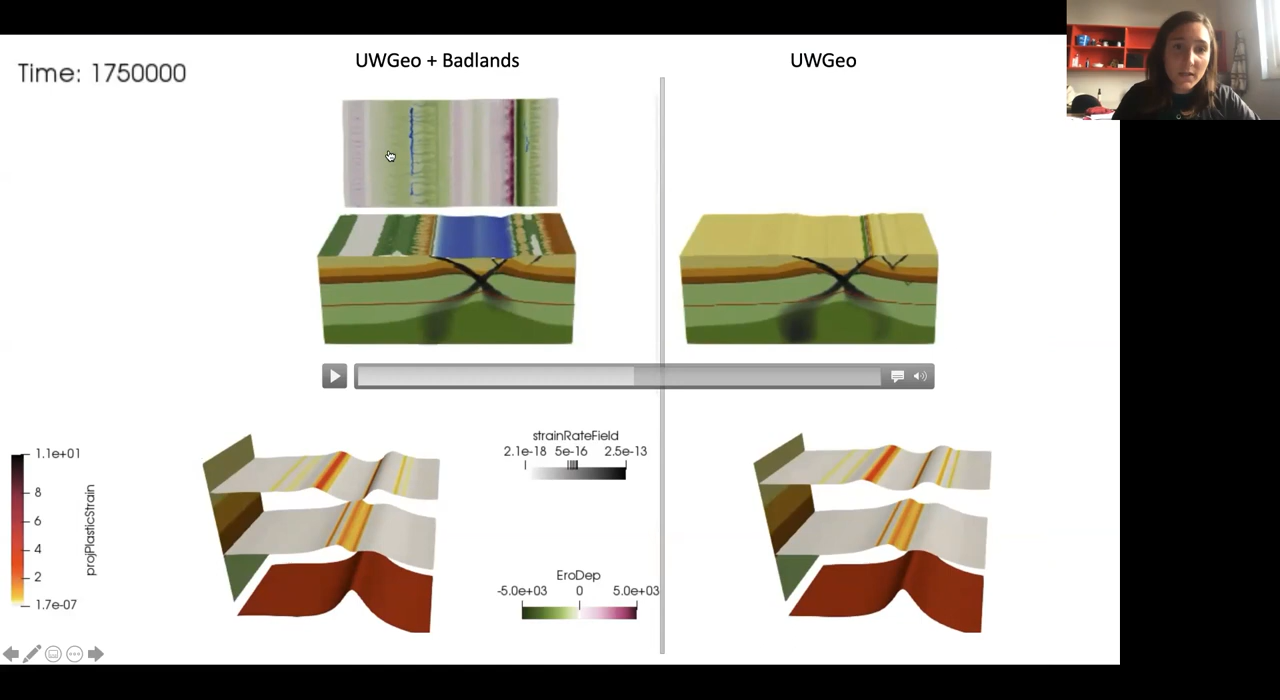 Time: 1750000
UWGeo + Badlands
UWGeo
strainRateField
2.1e-18 5e-16 2.5e-13
1.1e+01
8
6
4
2
1.7e-07
projPlasticStrain
EroDep
-5.0e+03 0 5.0e+03